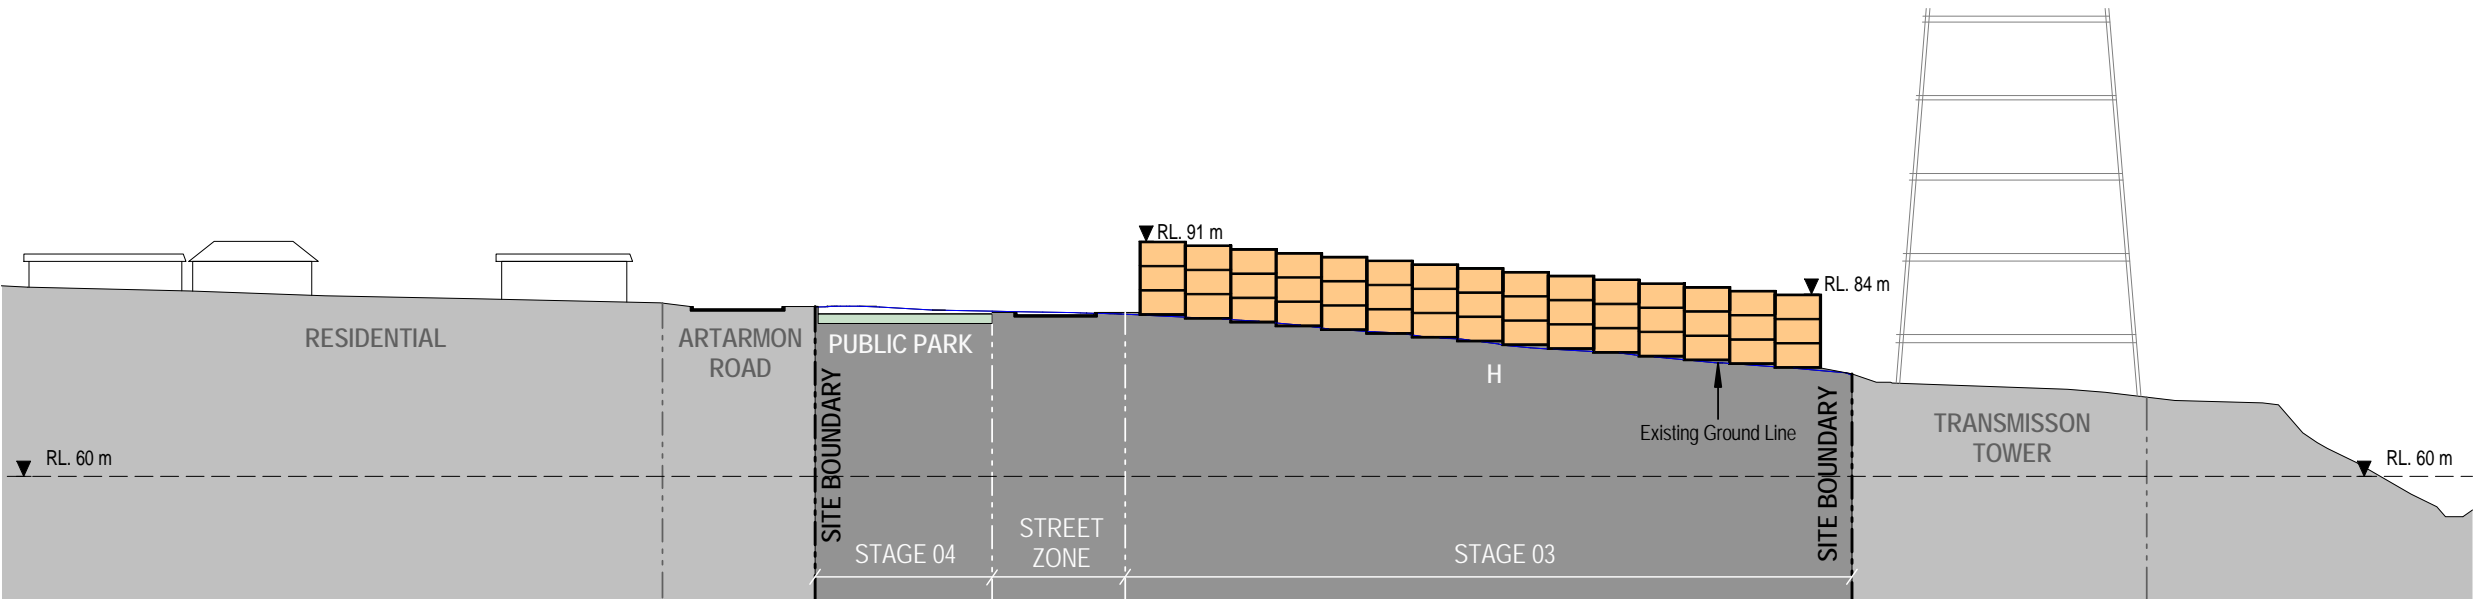 RL. 91 m
RL. 84 m
RESIDENTIAL
ARTARMON
ROAD
PUBLIC PARK
H
Existing Ground Line
TRANSMISSON
TOWER
SITE BOUNDARY
SITE BOUNDARY
RL. 60 m
RL. 60 m
STAGE 04
STREET
ZONE
STAGE 03